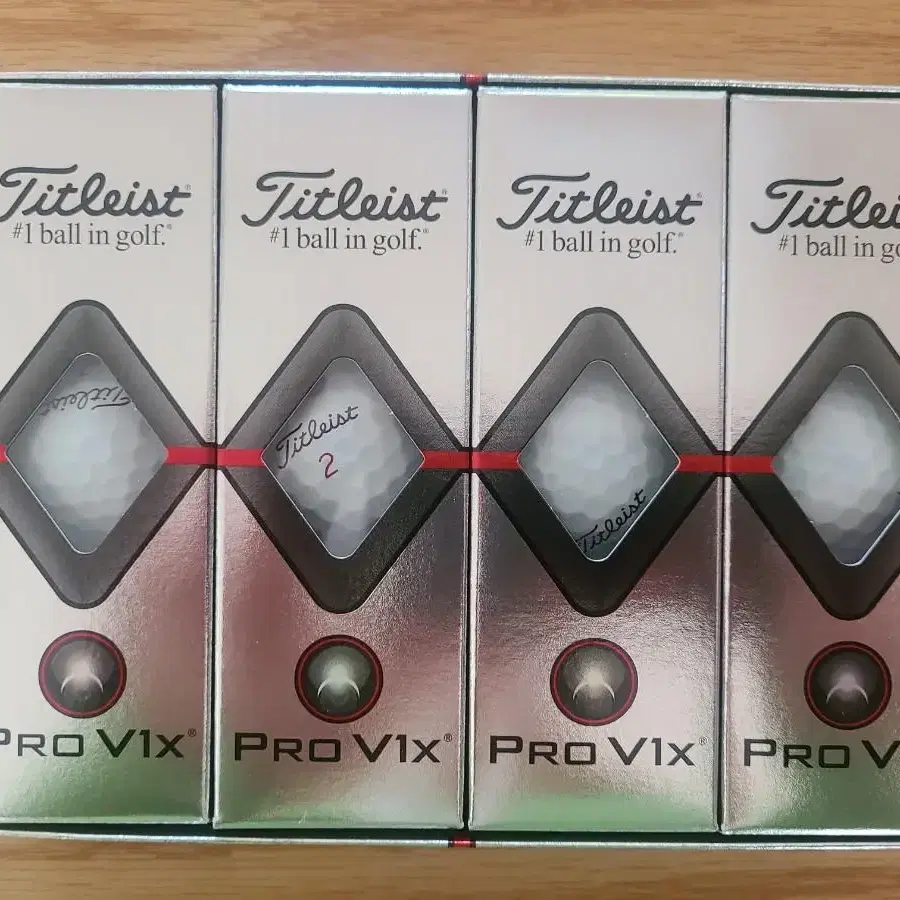 Titleist®
#1 ball in golf.®
Titleist
PRO V1x®
Titleist®
#1 ball in golf.®
Titleist
2
PRO V1x®
Titleist®
#1 ball in golf.®
Titleist
PRO V1x®
Titlei
#1 ball in go
PRO V